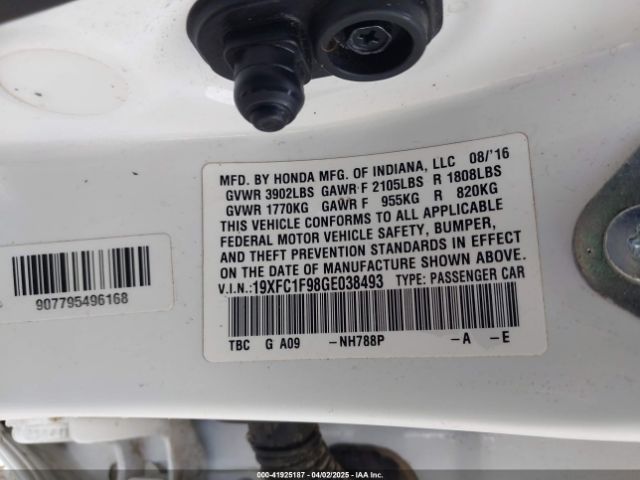 MFD. BY HONDA MFG. OF INDIANA, LLC 08/'16
GVWR 3902LBS GAWR F 2105LBS R 1808LBS
GVWR 1770KG GAWR F 955KG R 820KG
THIS VEHICLE CONFORMS TO ALL APPLICABLE
FEDERAL MOTOR VEHICLE SAFETY, BUMPER,
AND THEFT PREVENTION STANDARDS IN EFFECT
ON THE DATE OF MANUFACTURE SHOWN ABOVE.
V.I.N.:19XFC1F98GE038493 TYPE: PASSENGER CAR
TBC G A09 -NH788P -A -E
907795496168
000-41925187 - 04/02/2025 - IAAI.COM